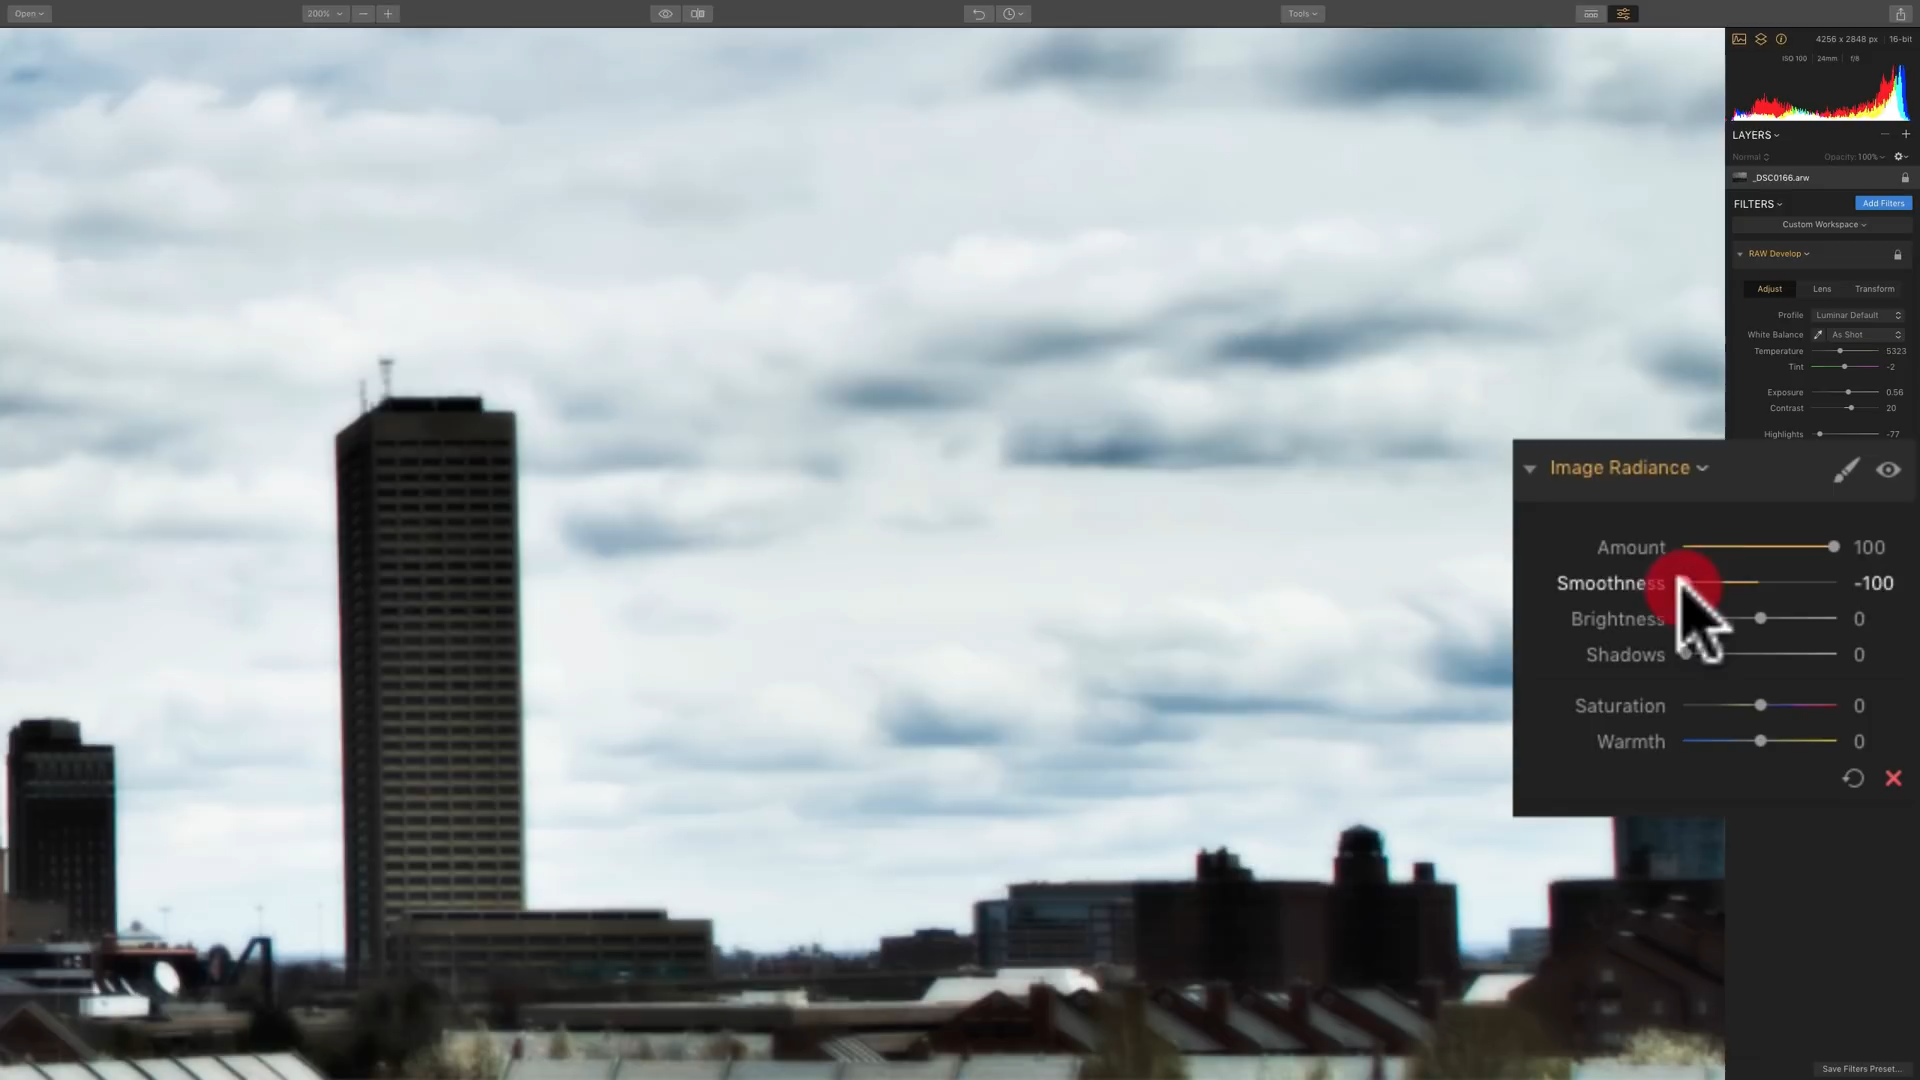 Open
200%
Tools
4256 x 2848 px 16-bit
ISO 100 24mm f/8
LAYERS
Normal Opacity: 100%
_DSC0166.arw
FILTERS Add Filters
Custom Workspace
RAW Develop
Adjust Lens Transform
Profile Luminar Default
White Balance As Shot
Temperature 5323
Tint -2
Exposure 0.56
Contrast 20
Highlights -77
Image Radiance
Amount 100
Smoothness -100
Brightness 0
Shadows 0
Saturation 0
Warmth 0
Save Filters Preset...